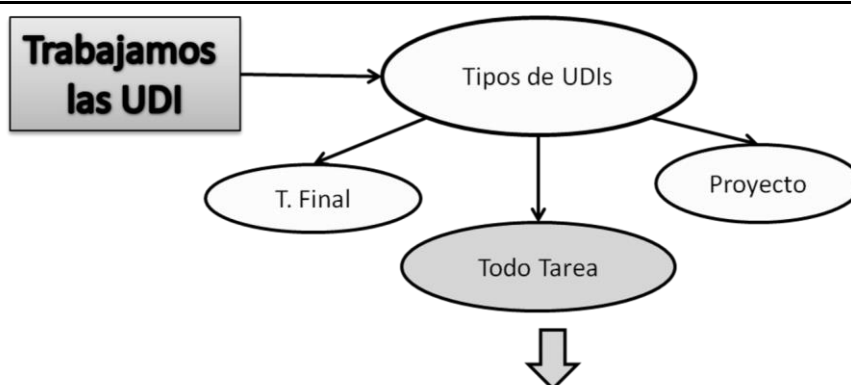 Trabajamos
las UDI
Tipos de UDIs
T. Final
Proyecto
Todo Tarea